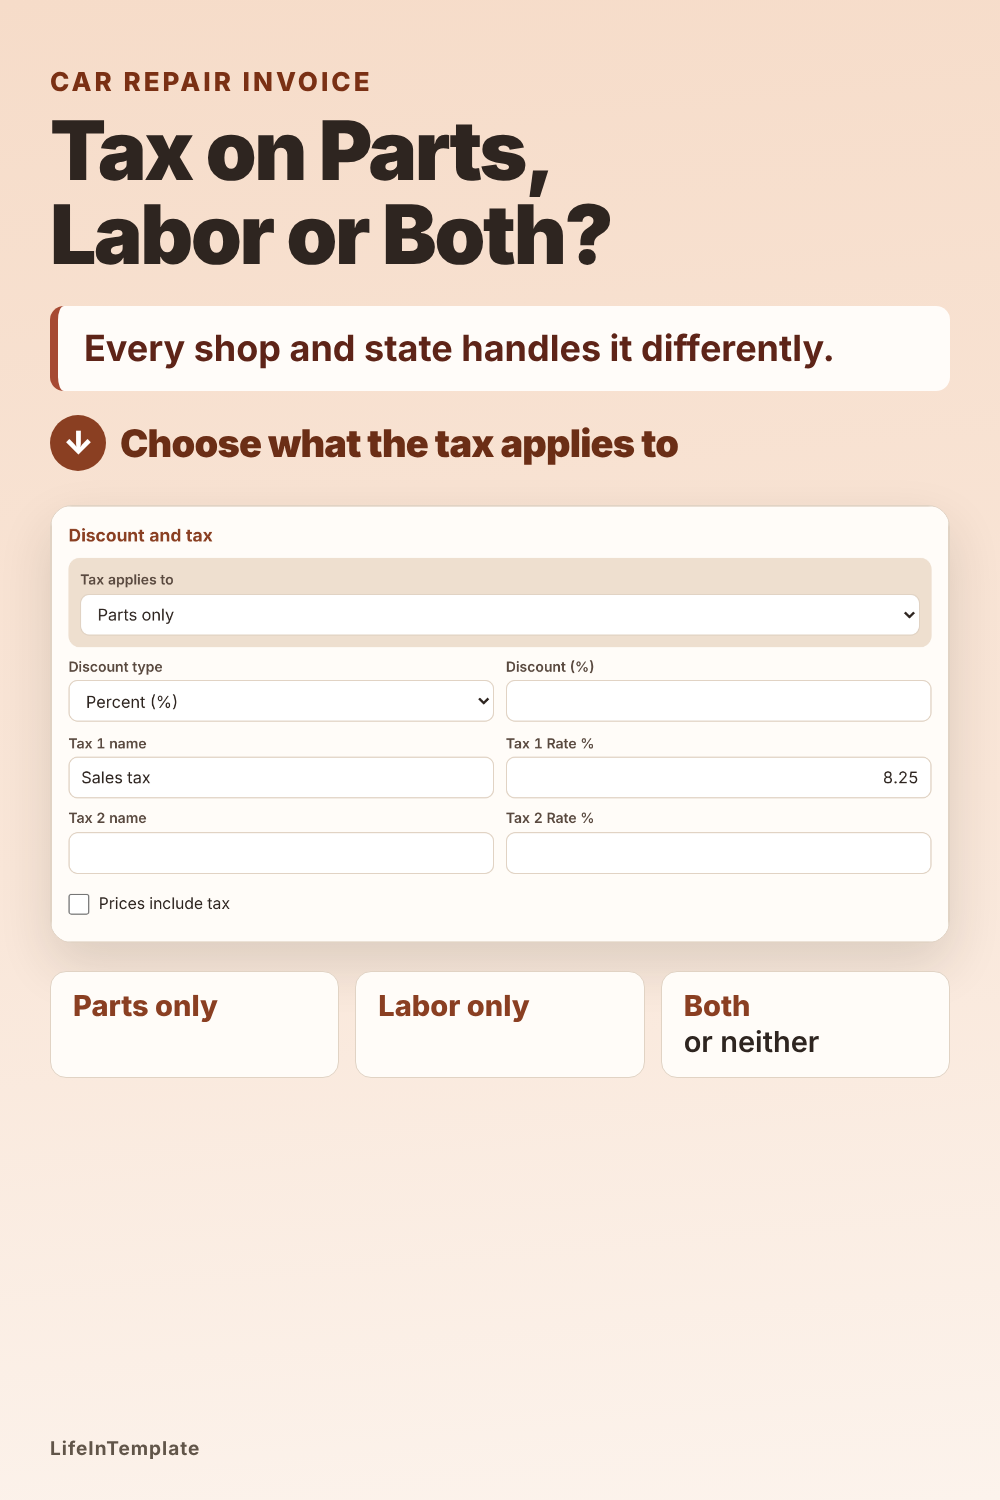 CAR REPAIR INVOICE
Tax on Parts,
Labor or Both?
Every shop and state handles it differently.
Choose what the tax applies to
Discount and tax
Tax applies to
Parts only
Discount type
Discount (%)
Percent (%)
Tax 1 name
Tax 1 Rate %
Sales tax
8.25
Tax 2 name
Tax 2 Rate %
Prices include tax
Parts only
Labor only
Both
or neither
LifeInTemplate